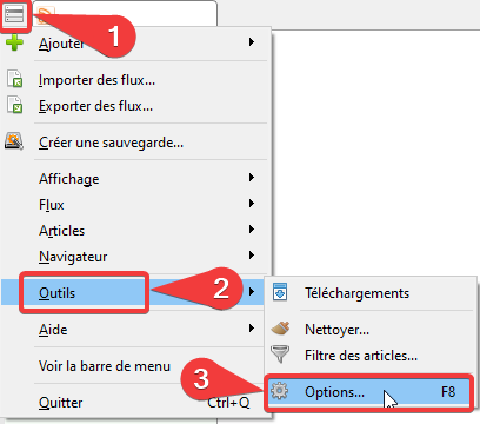 1
Ajouter
Importer des flux...
Exporter des flux...
Créer une sauvegarde...
Affichage
Flux
Articles
Navigateur
Outils
2
Téléchargements
Aide
Nettoyer...
Filtre des articles...
Voir la barre de menu
3
Options... F8
Quitter Ctrl+Q